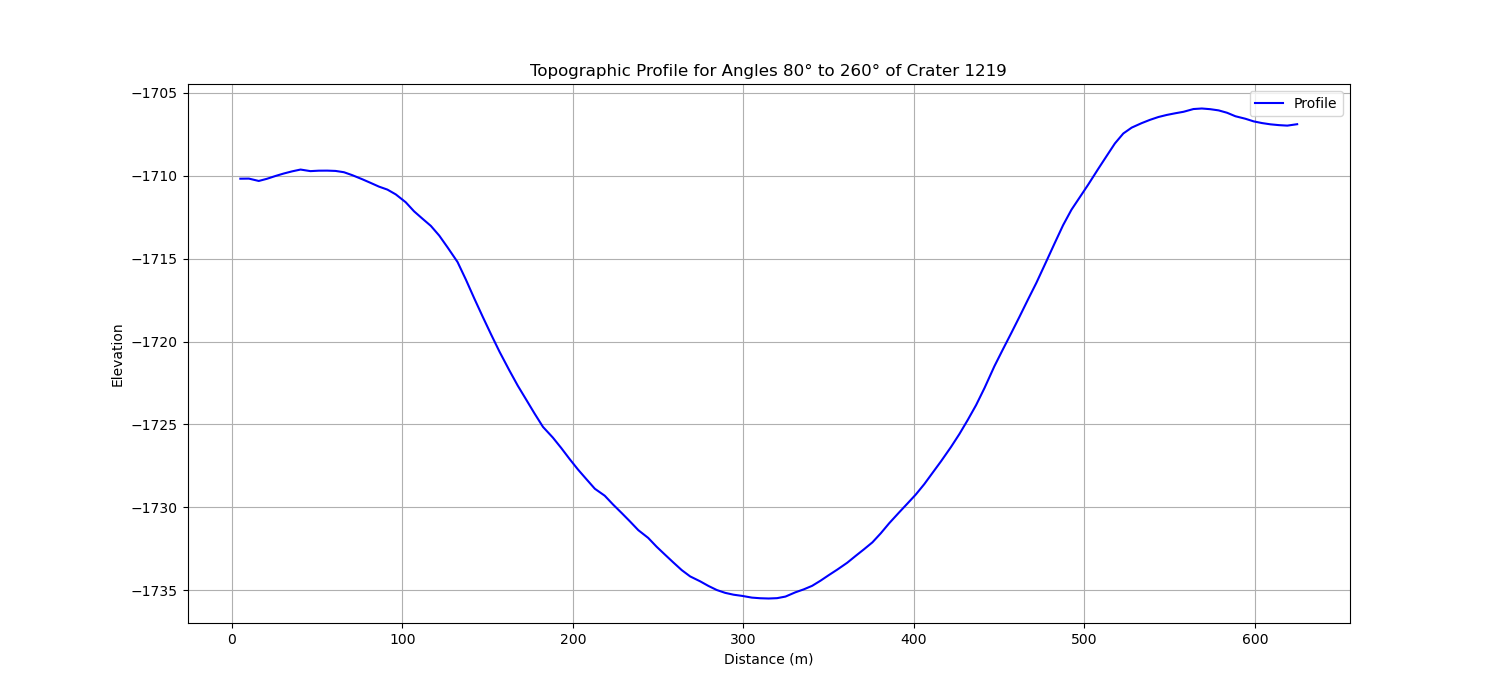 Topographic Profile for Angles 80° to 260° of Crater 1219
Profile
Elevation
−1705
−1710
−1715
−1720
−1725
−1730
−1735
0 100 200 300 400 500 600
Distance (m)